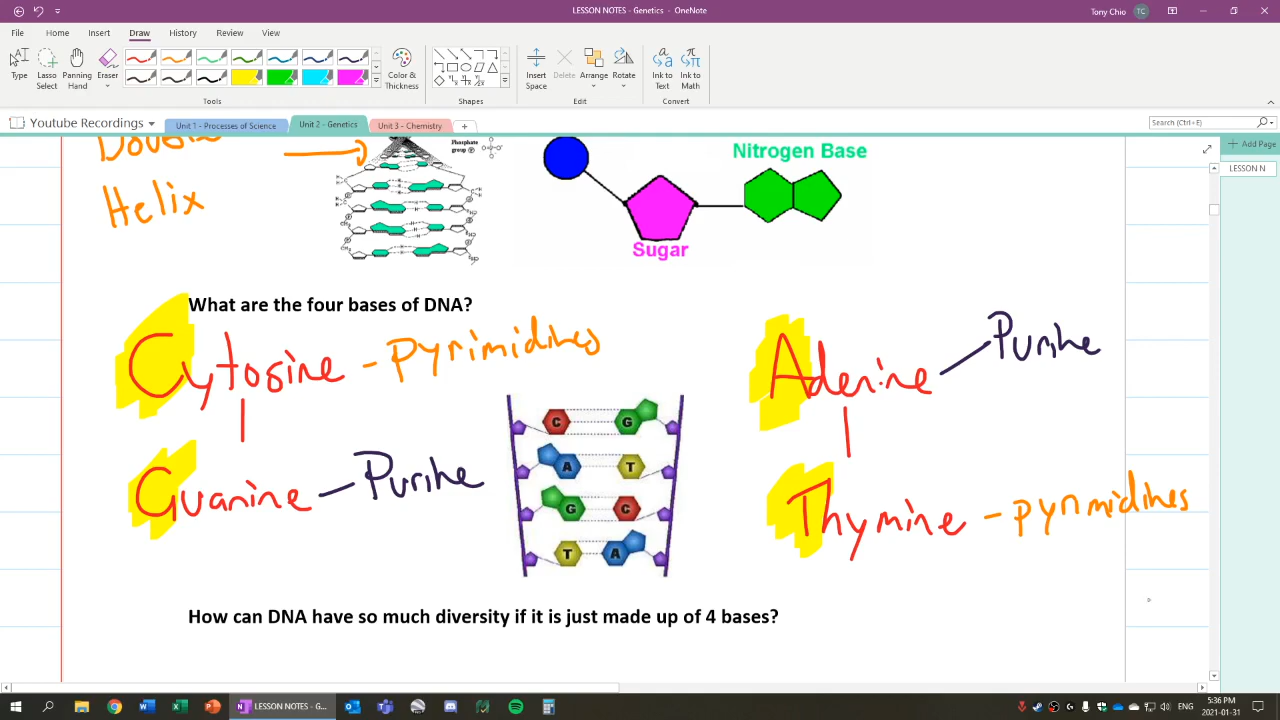 LESSON NOTES - Genetics - OneNote
Tony Chio
TC
File Home Insert Draw History Review View
Type
Lasso Select
Panning Hand
Eraser
Color & Thickness
Insert Space
Delete
Arrange
Rotate
Ink to Text
Ink to Math
Tools
Shapes
Edit
Convert
Youtube Recordings
Unit 1 - Processes of Science
Unit 2 - Genetics
Unit 3 - Chemistry
Search (Ctrl+E)
Add Page
LESSON N
Double
Helix
Phosphate
group
Nitrogen Base
Sugar
What are the four bases of DNA?
Cytosine - pyrimidines
Adenine - Purine
Guanine - Purine
Thymine - pyrimidines
C G
A T
G C
T A
How can DNA have so much diversity if it is just made up of 4 bases?
LESSON NOTES - G...
ENG
5:36 PM
2021-01-31